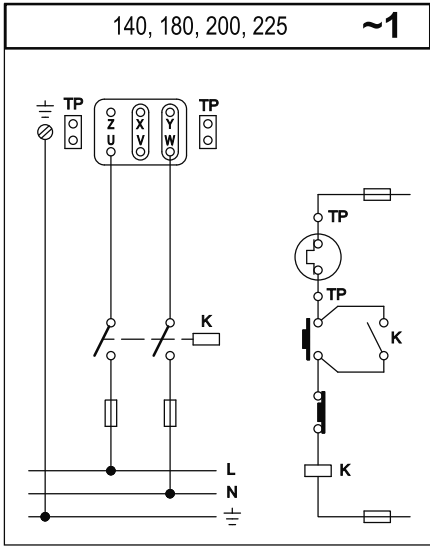 140, 180, 200, 225 ~1
TP TP
Z X Y
U V W
K
L
N
TP
TP
K
K